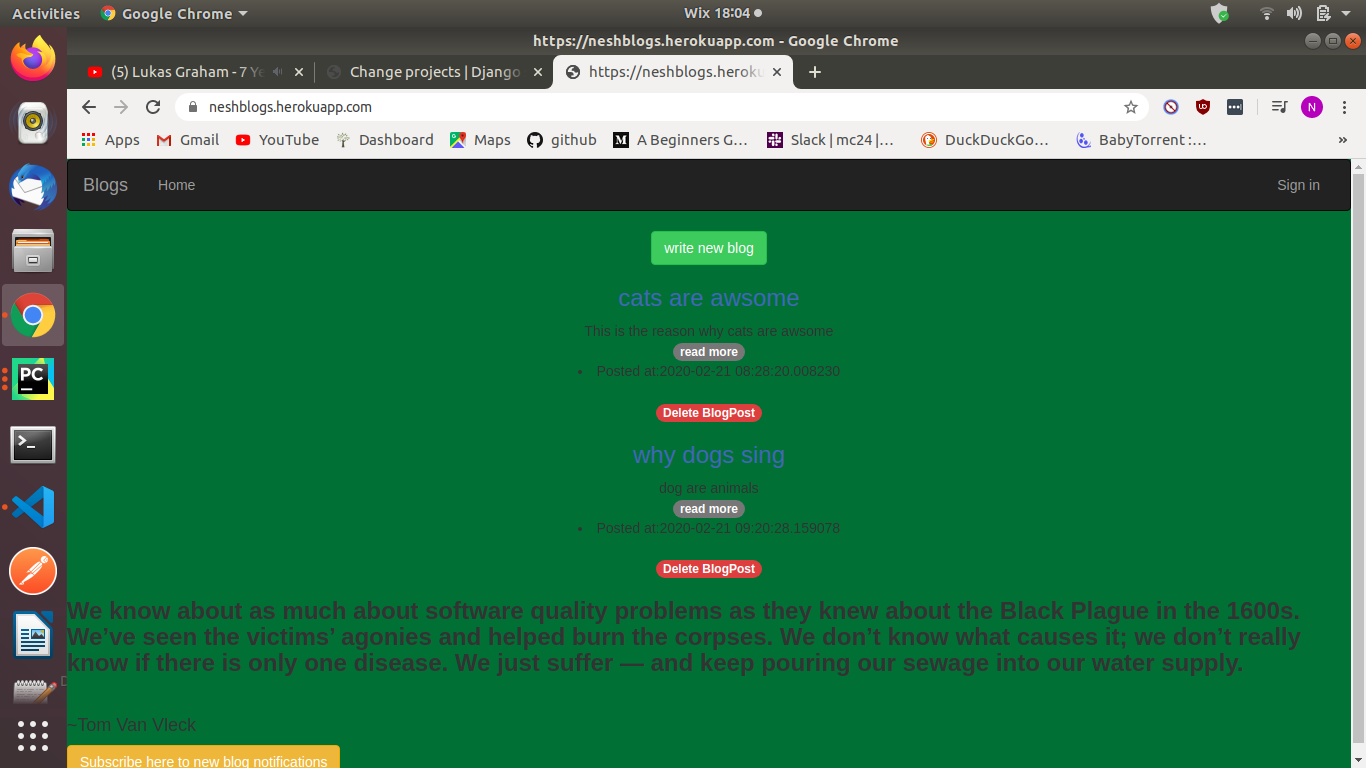 Activities Google Chrome Wix 18:04
https://neshblogs.herokuapp.com - Google Chrome
(5) Lukas Graham - 7 Ye Change projects | Django https://neshblogs.heroku
neshblogs.herokuapp.com N
Apps Gmail YouTube Dashboard Maps github A Beginners G… Slack | mc24 |… DuckDuckGo… BabyTorrent :… »
Blogs Home Sign in
write new blog
cats are awsome
This is the reason why cats are awsome
read more
• Posted at:2020-02-21 08:28:20.008230
Delete BlogPost
why dogs sing
dog are animals
read more
• Posted at:2020-02-21 09:20:28.159078
Delete BlogPost
We know about as much about software quality problems as they knew about the Black Plague in the 1600s.
We’ve seen the victims’ agonies and helped burn the corpses. We don’t know what causes it; we don’t really
know if there is only one disease. We just suffer — and keep pouring our sewage into our water supply.
~Tom Van Vleck
Subscribe here to new blog notifications